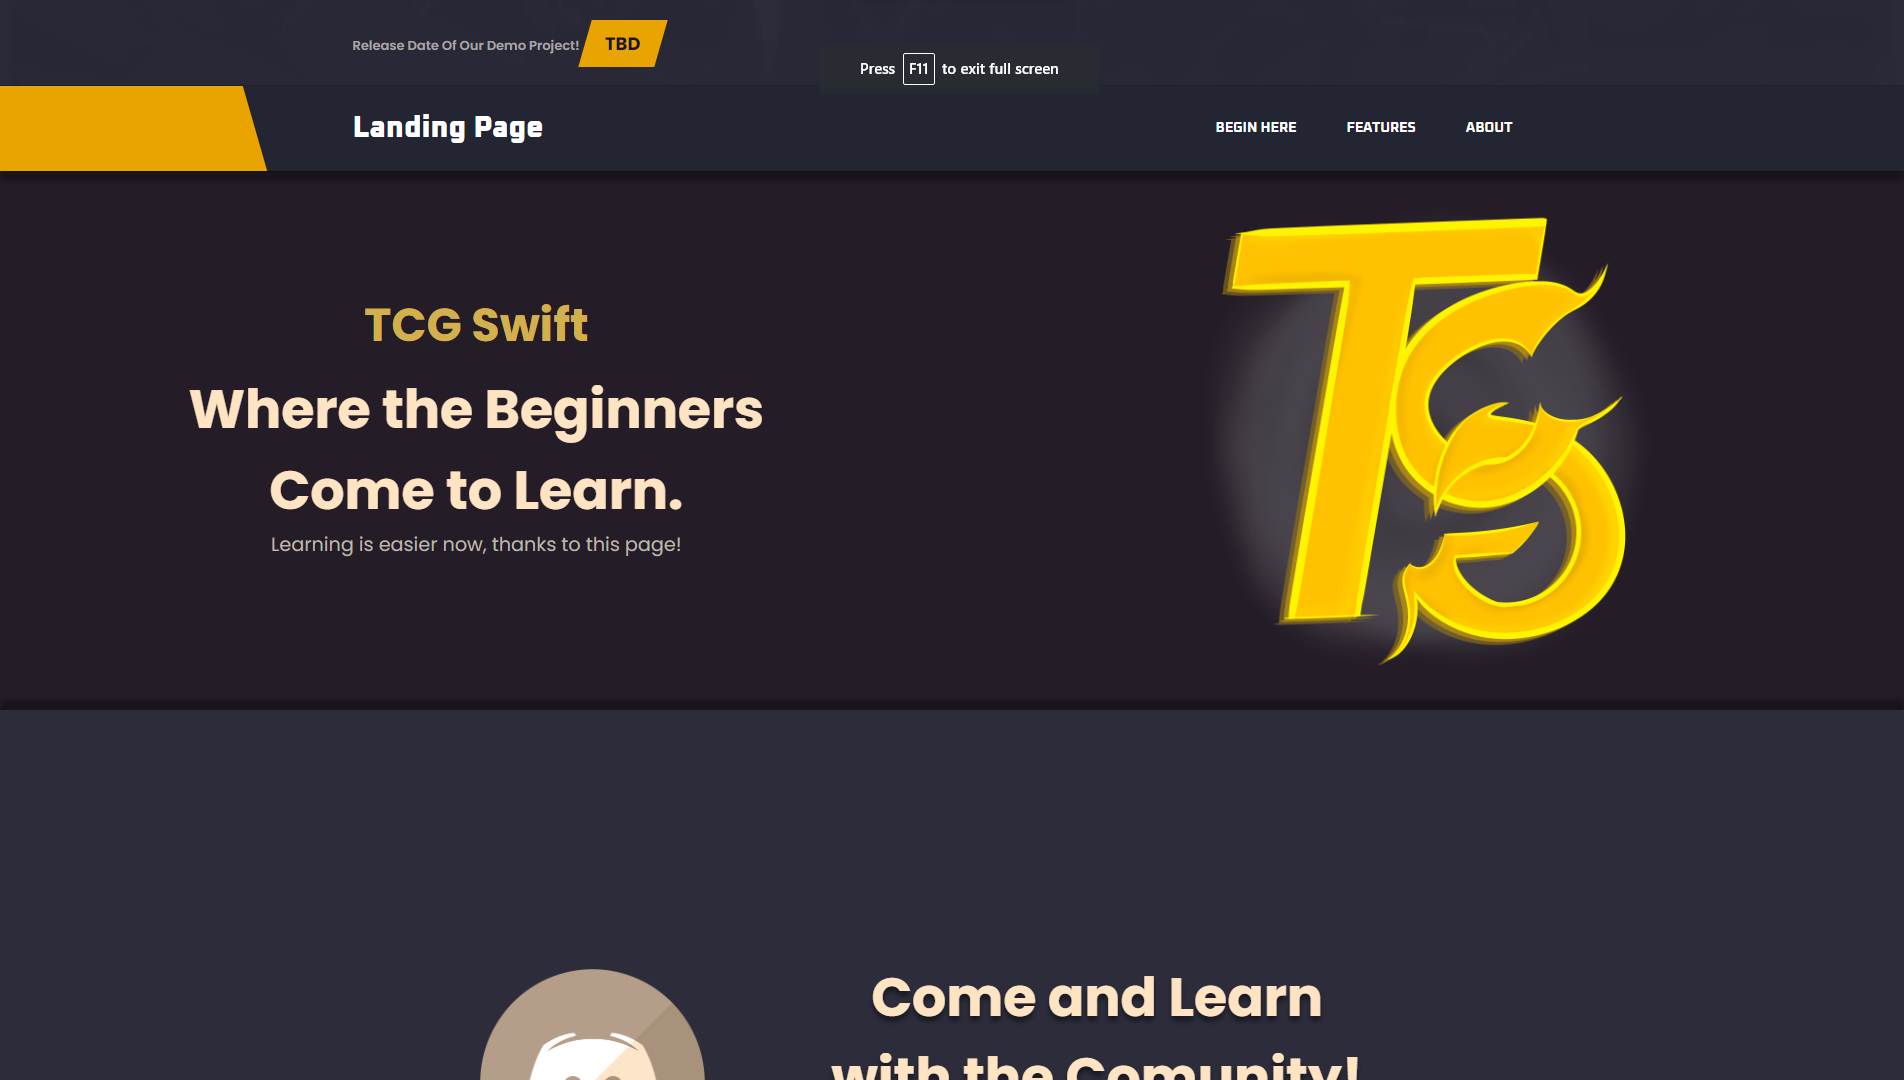 Release Date Of Our Demo Project!
TBD
Press F11 to exit full screen
Landing Page
BEGIN HERE
FEATURES
ABOUT
TCG Swift
Where the Beginners
Come to Learn.
Learning is easier now, thanks to this page!
TCS
Come and Learn
with the Comunity!